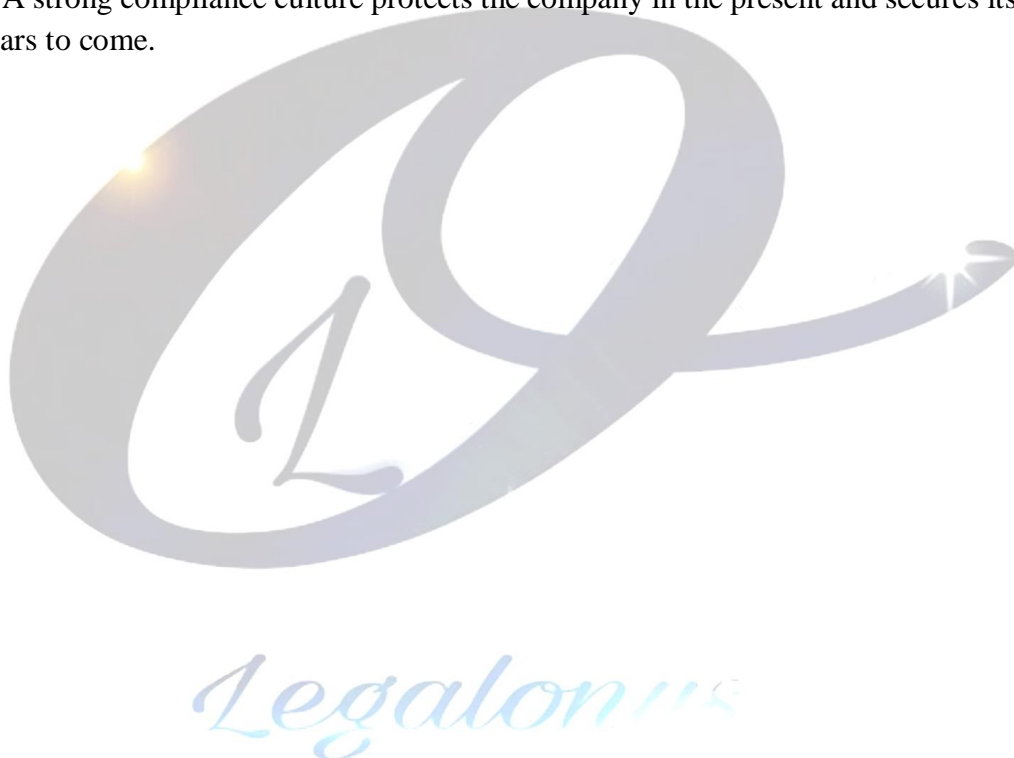 A strong compliance culture protects the company in the present and secures its
ars to come.
L
Legalonus